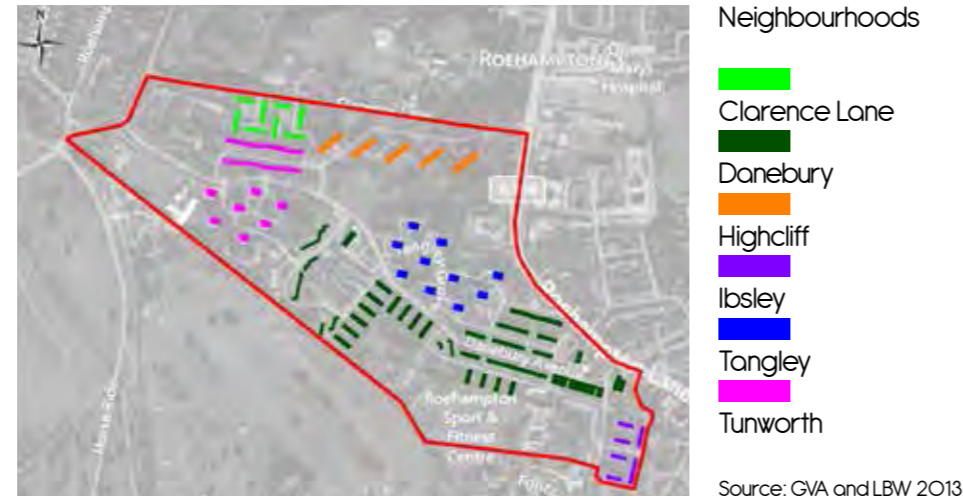 N
Neighbourhoods
ROEHAMPTON
Hospital
Clarence Lane
Danebury
Highcliff
Ibsley
Tangley
Tunworth
Danebury Avenue
Lane
Roehampton
Sport &
Fitness
Centre
Source: GVA and LBW 2013